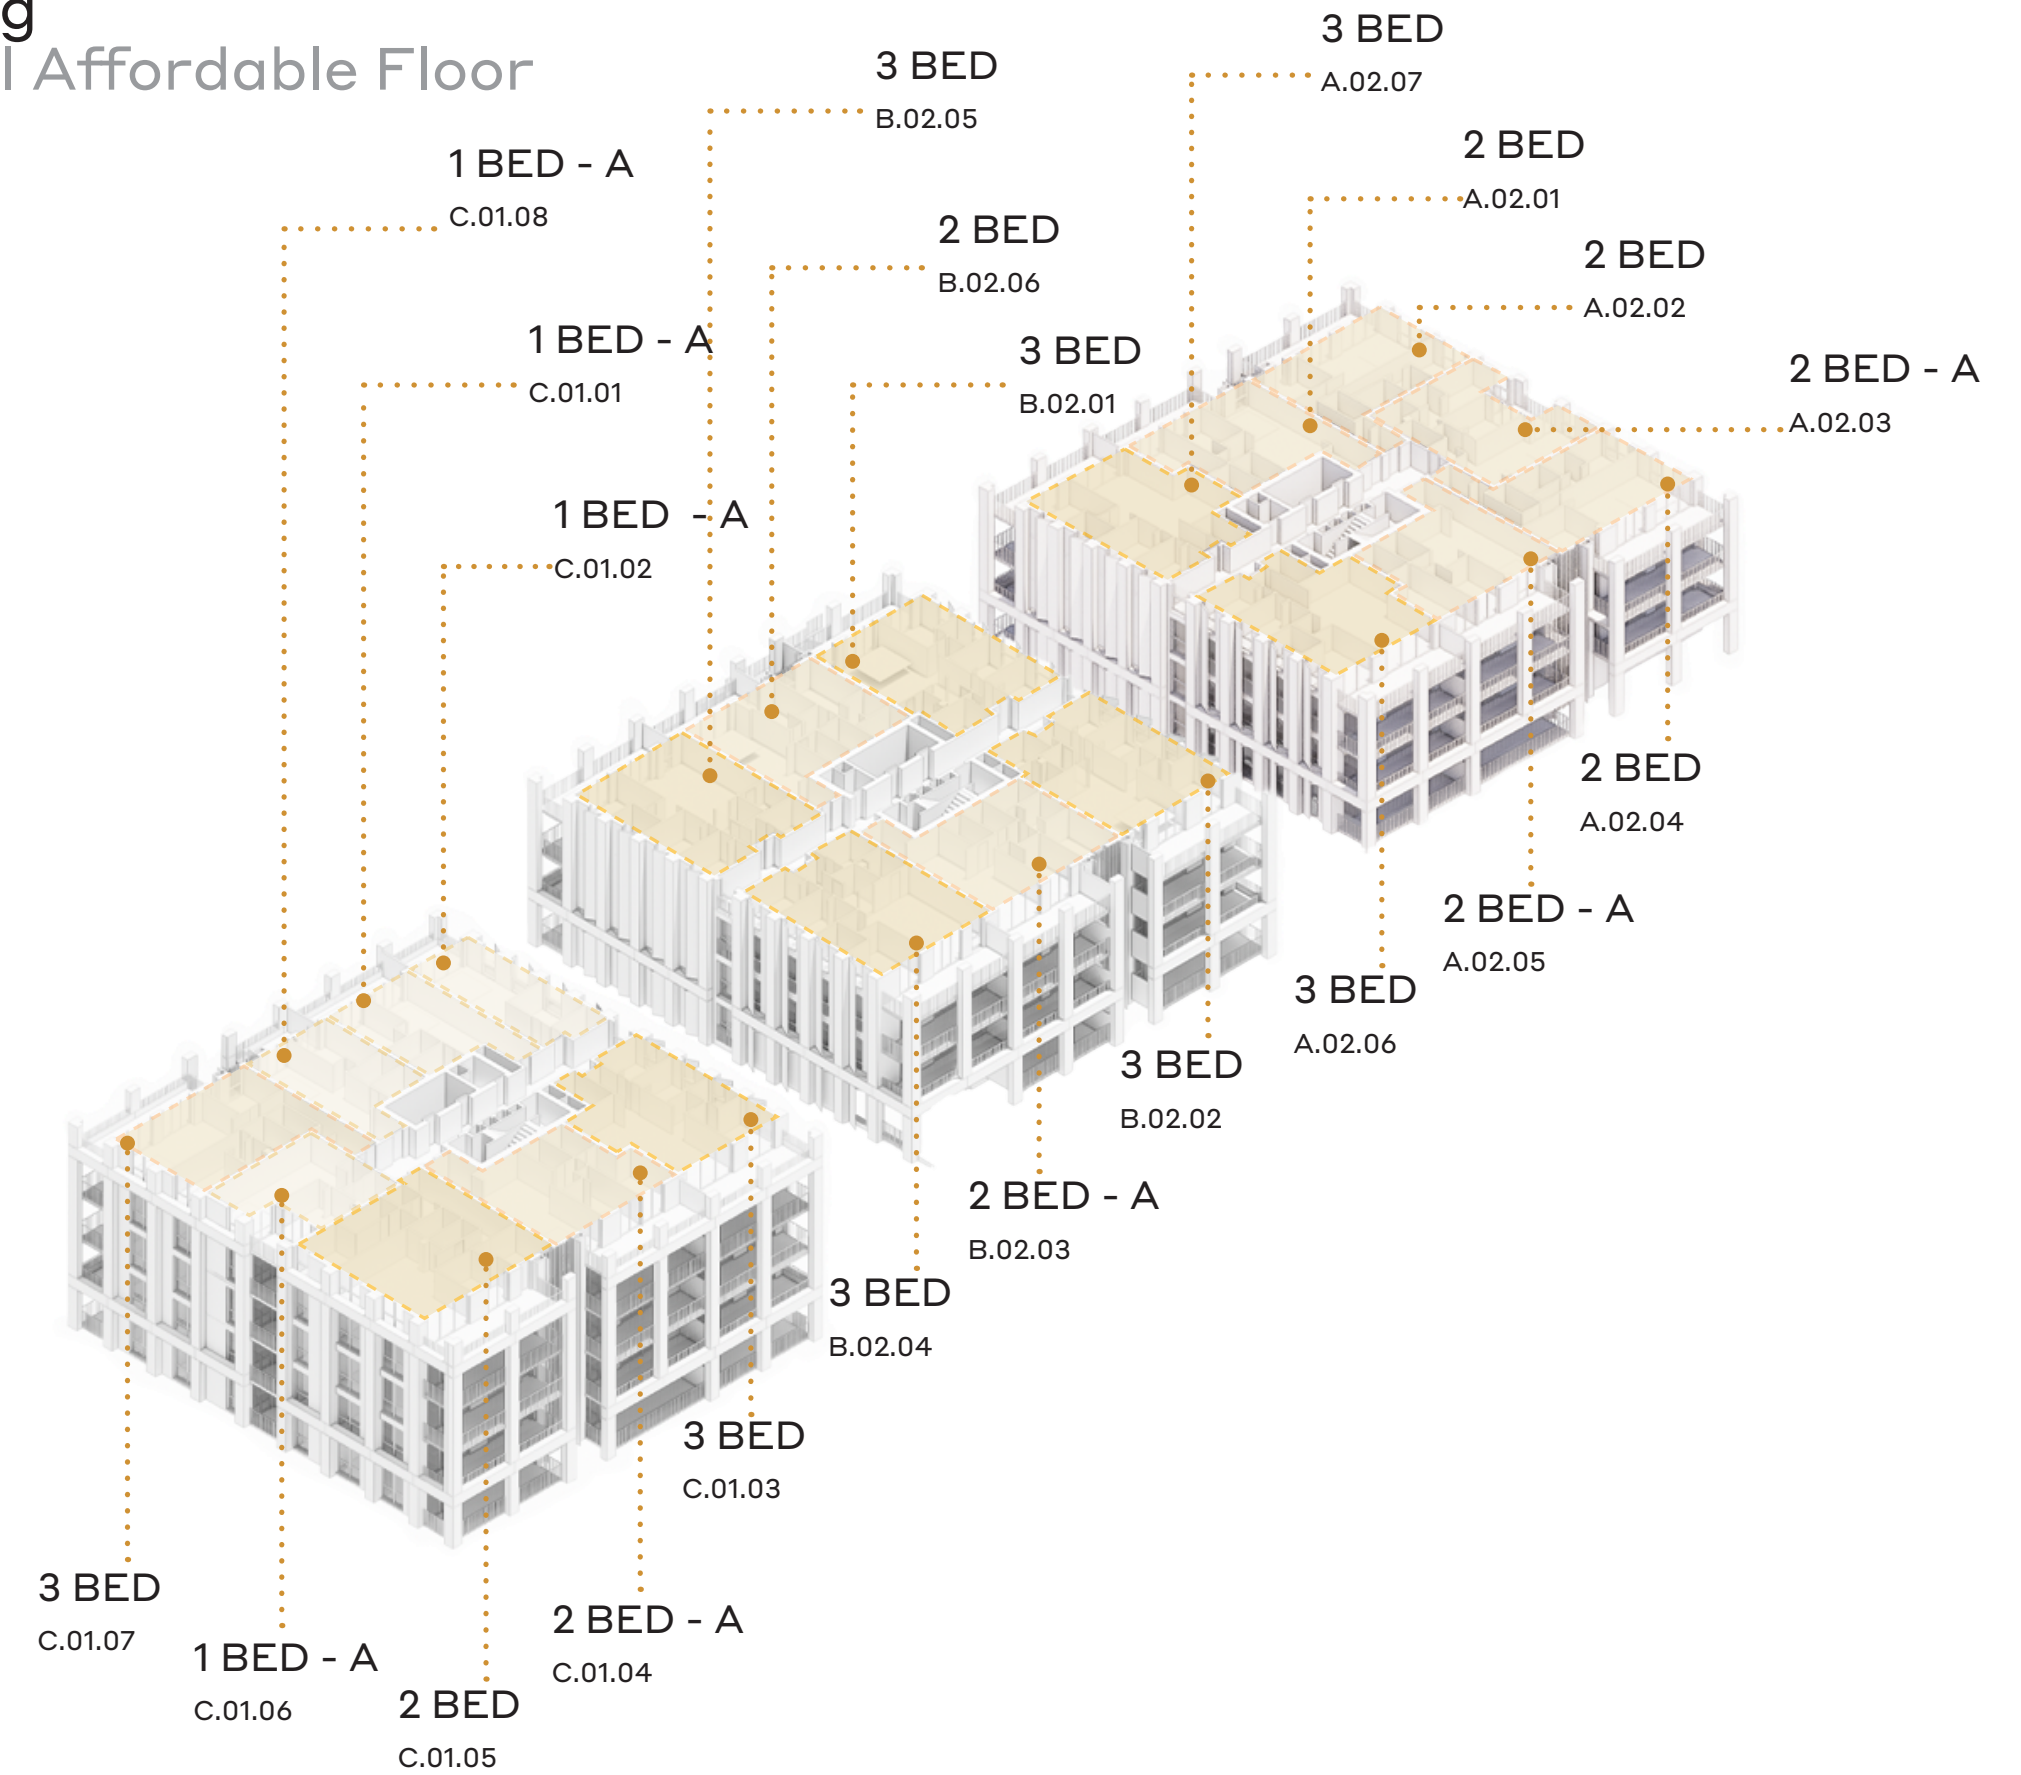 g
l Affordable Floor
3 BED
A.02.07
3 BED
B.02.05
2 BED
A.02.01
1 BED - A
C.01.08
2 BED
B.02.06
2 BED
A.02.02
1 BED - A
C.01.01
3 BED
B.02.01
2 BED - A
A.02.03
1 BED - A
C.01.02
2 BED
A.02.04
2 BED - A
A.02.05
3 BED
A.02.06
3 BED
B.02.02
2 BED - A
B.02.03
3 BED
B.02.04
3 BED
C.01.03
3 BED
C.01.07
2 BED - A
C.01.04
1 BED - A
C.01.06
2 BED
C.01.05